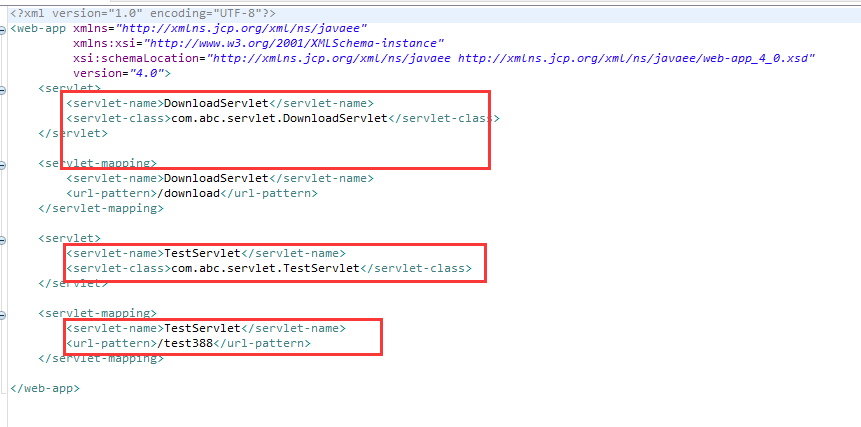 <?xml version="1.0" encoding="UTF-8"?>
<web-app xmlns="http://xmlns.jcp.org/xml/ns/javaee"
xmlns:xsi="http://www.w3.org/2001/XMLSchema-instance"
xsi:schemaLocation="http://xmlns.jcp.org/xml/ns/javaee http://xmlns.jcp.org/xml/ns/javaee/web-app_4_0.xsd"
version="4.0">
<servlet>
<servlet-name>DownloadServlet</servlet-name>
<servlet-class>com.abc.servlet.DownloadServlet</servlet-class>
</servlet>
<servlet-mapping>
<servlet-name>DownloadServlet</servlet-name>
<url-pattern>/download</url-pattern>
</servlet-mapping>
<servlet>
<servlet-name>TestServlet</servlet-name>
<servlet-class>com.abc.servlet.TestServlet</servlet-class>
</servlet>
<servlet-mapping>
<servlet-name>TestServlet</servlet-name>
<url-pattern>/test388</url-pattern>
</servlet-mapping>
</web-app>